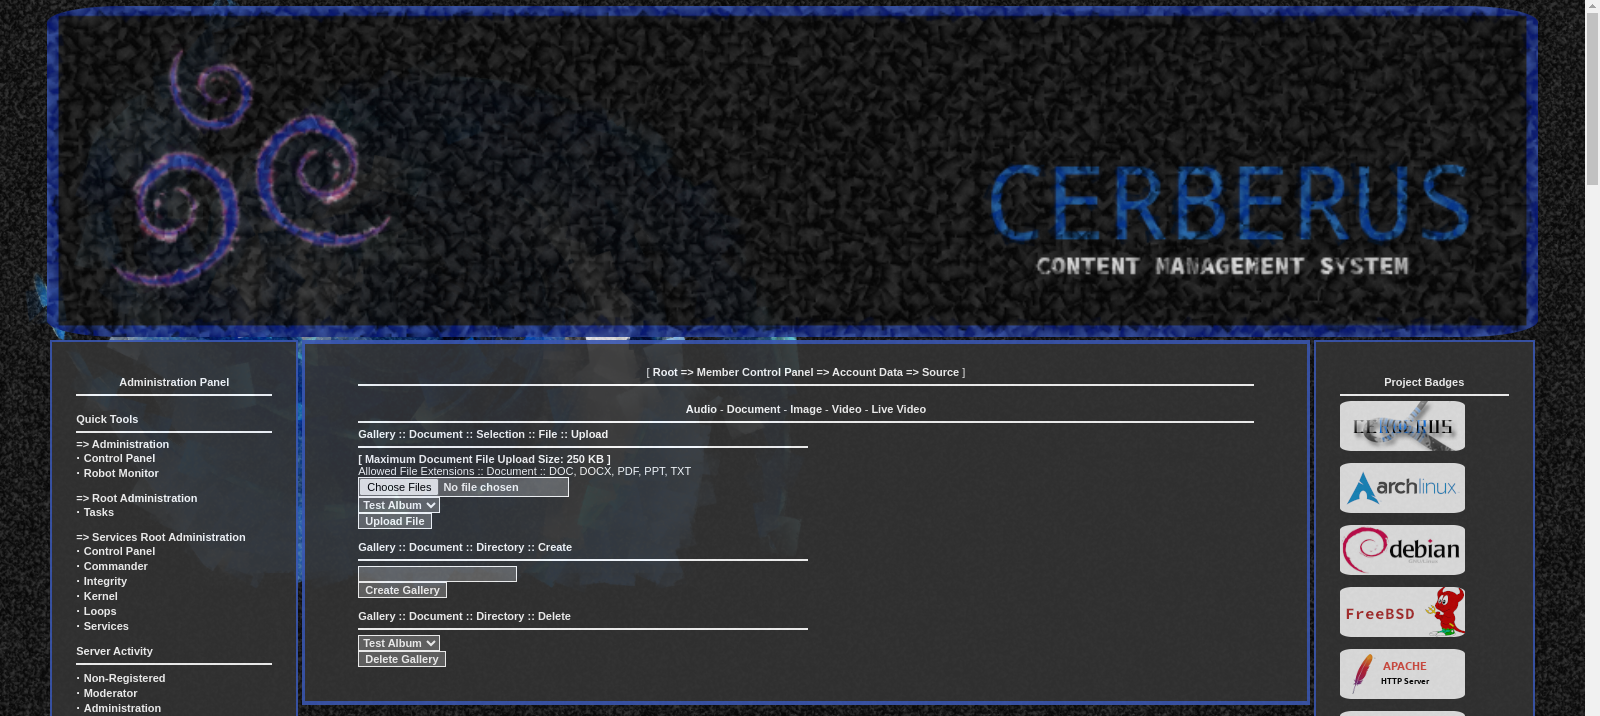 CERBERUS
CONTENT MANAGEMENT SYSTEM
Administration Panel
Quick Tools
=> Administration
· Control Panel
· Robot Monitor
=> Root Administration
· Tasks
=> Services Root Administration
· Control Panel
· Commander
· Integrity
· Kernel
· Loops
· Services
Server Activity
· Non-Registered
· Moderator
· Administration
[ Root => Member Control Panel => Account Data => Source ]
Audio - Document - Image - Video - Live Video
Gallery :: Document :: Selection :: File :: Upload
[ Maximum Document File Upload Size: 250 KB ]
Allowed File Extensions :: Document :: DOC, DOCX, PDF, PPT, TXT
Choose Files No file chosen
Test Album
Upload File
Gallery :: Document :: Directory :: Create
Create Gallery
Gallery :: Document :: Directory :: Delete
Test Album
Delete Gallery
Project Badges
CERBERUS
archlinux
debian
FreeBSD
APACHE
HTTP Server